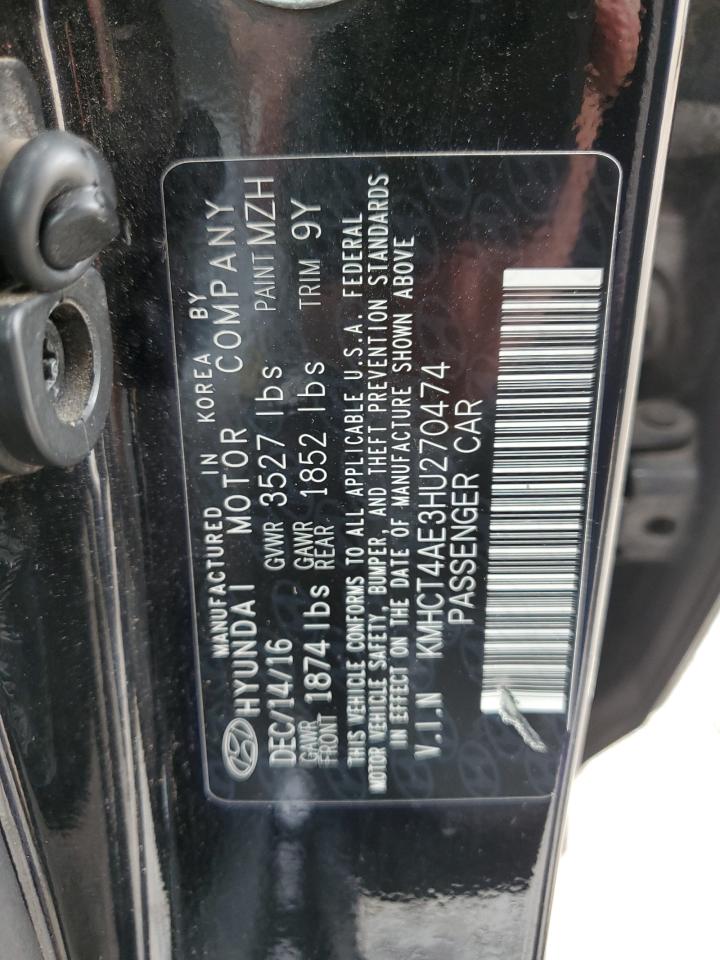 MANUFACTURED IN KOREA BY
HYUNDAI MOTOR COMPANY
DEC/14/16 GVWR 3527 lbs PAINT MZH
GAWR FRONT 1874 lbs GAWR REAR 1852 lbs TRIM 9Y
THIS VEHICLE CONFORMS TO ALL APPLICABLE U.S.A. FEDERAL
MOTOR VEHICLE SAFETY, BUMPER, AND THEFT PREVENTION STANDARDS
IN EFFECT ON THE DATE OF MANUFACTURE SHOWN ABOVE
V.I.N KMHCT4AE3HU270474
PASSENGER CAR